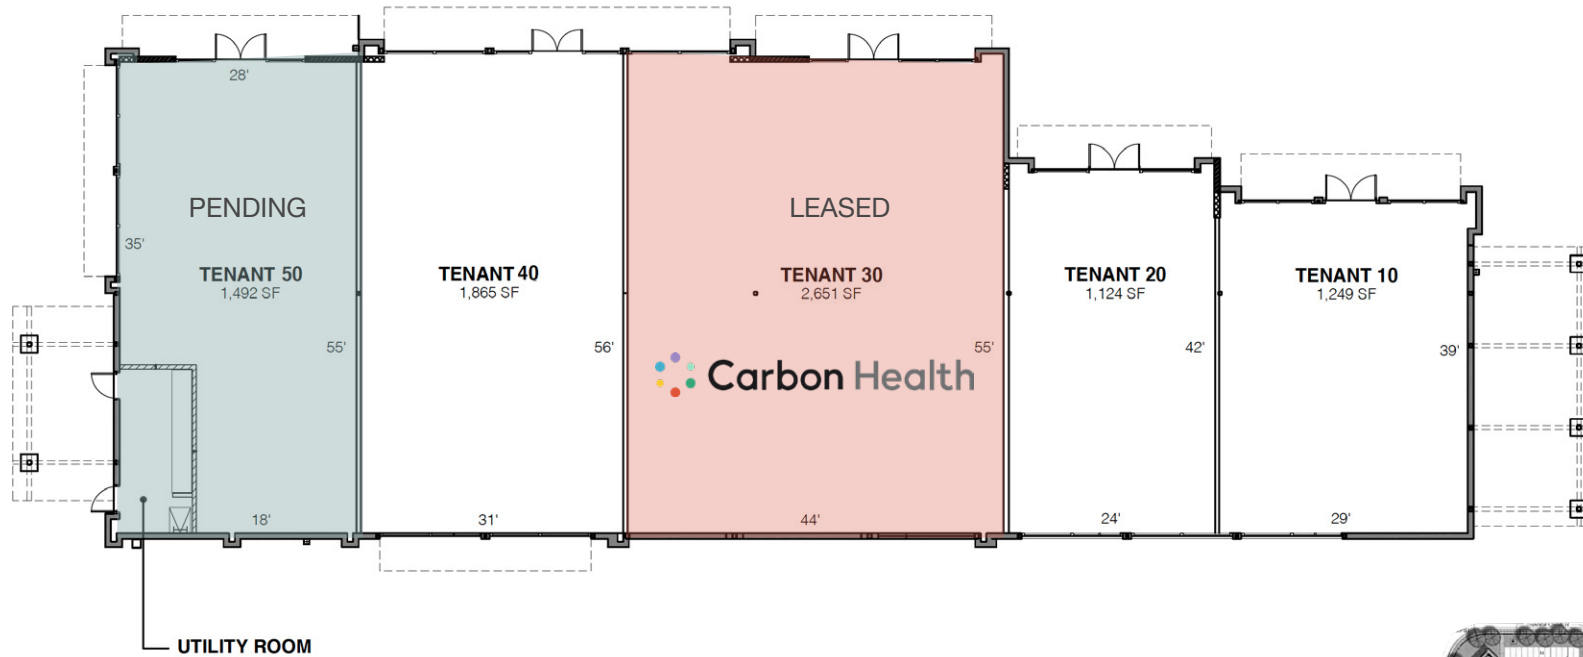 28'
PENDING
LEASED
35'
TENANT 50
1,492 SF
TENANT 40
1,865 SF
TENANT 30
2,651 SF
TENANT 20
1,124 SF
TENANT 10
1,249 SF
55'
56'
55'
42'
39'
Carbon Health
18'
31'
44'
24'
29'
UTILITY ROOM